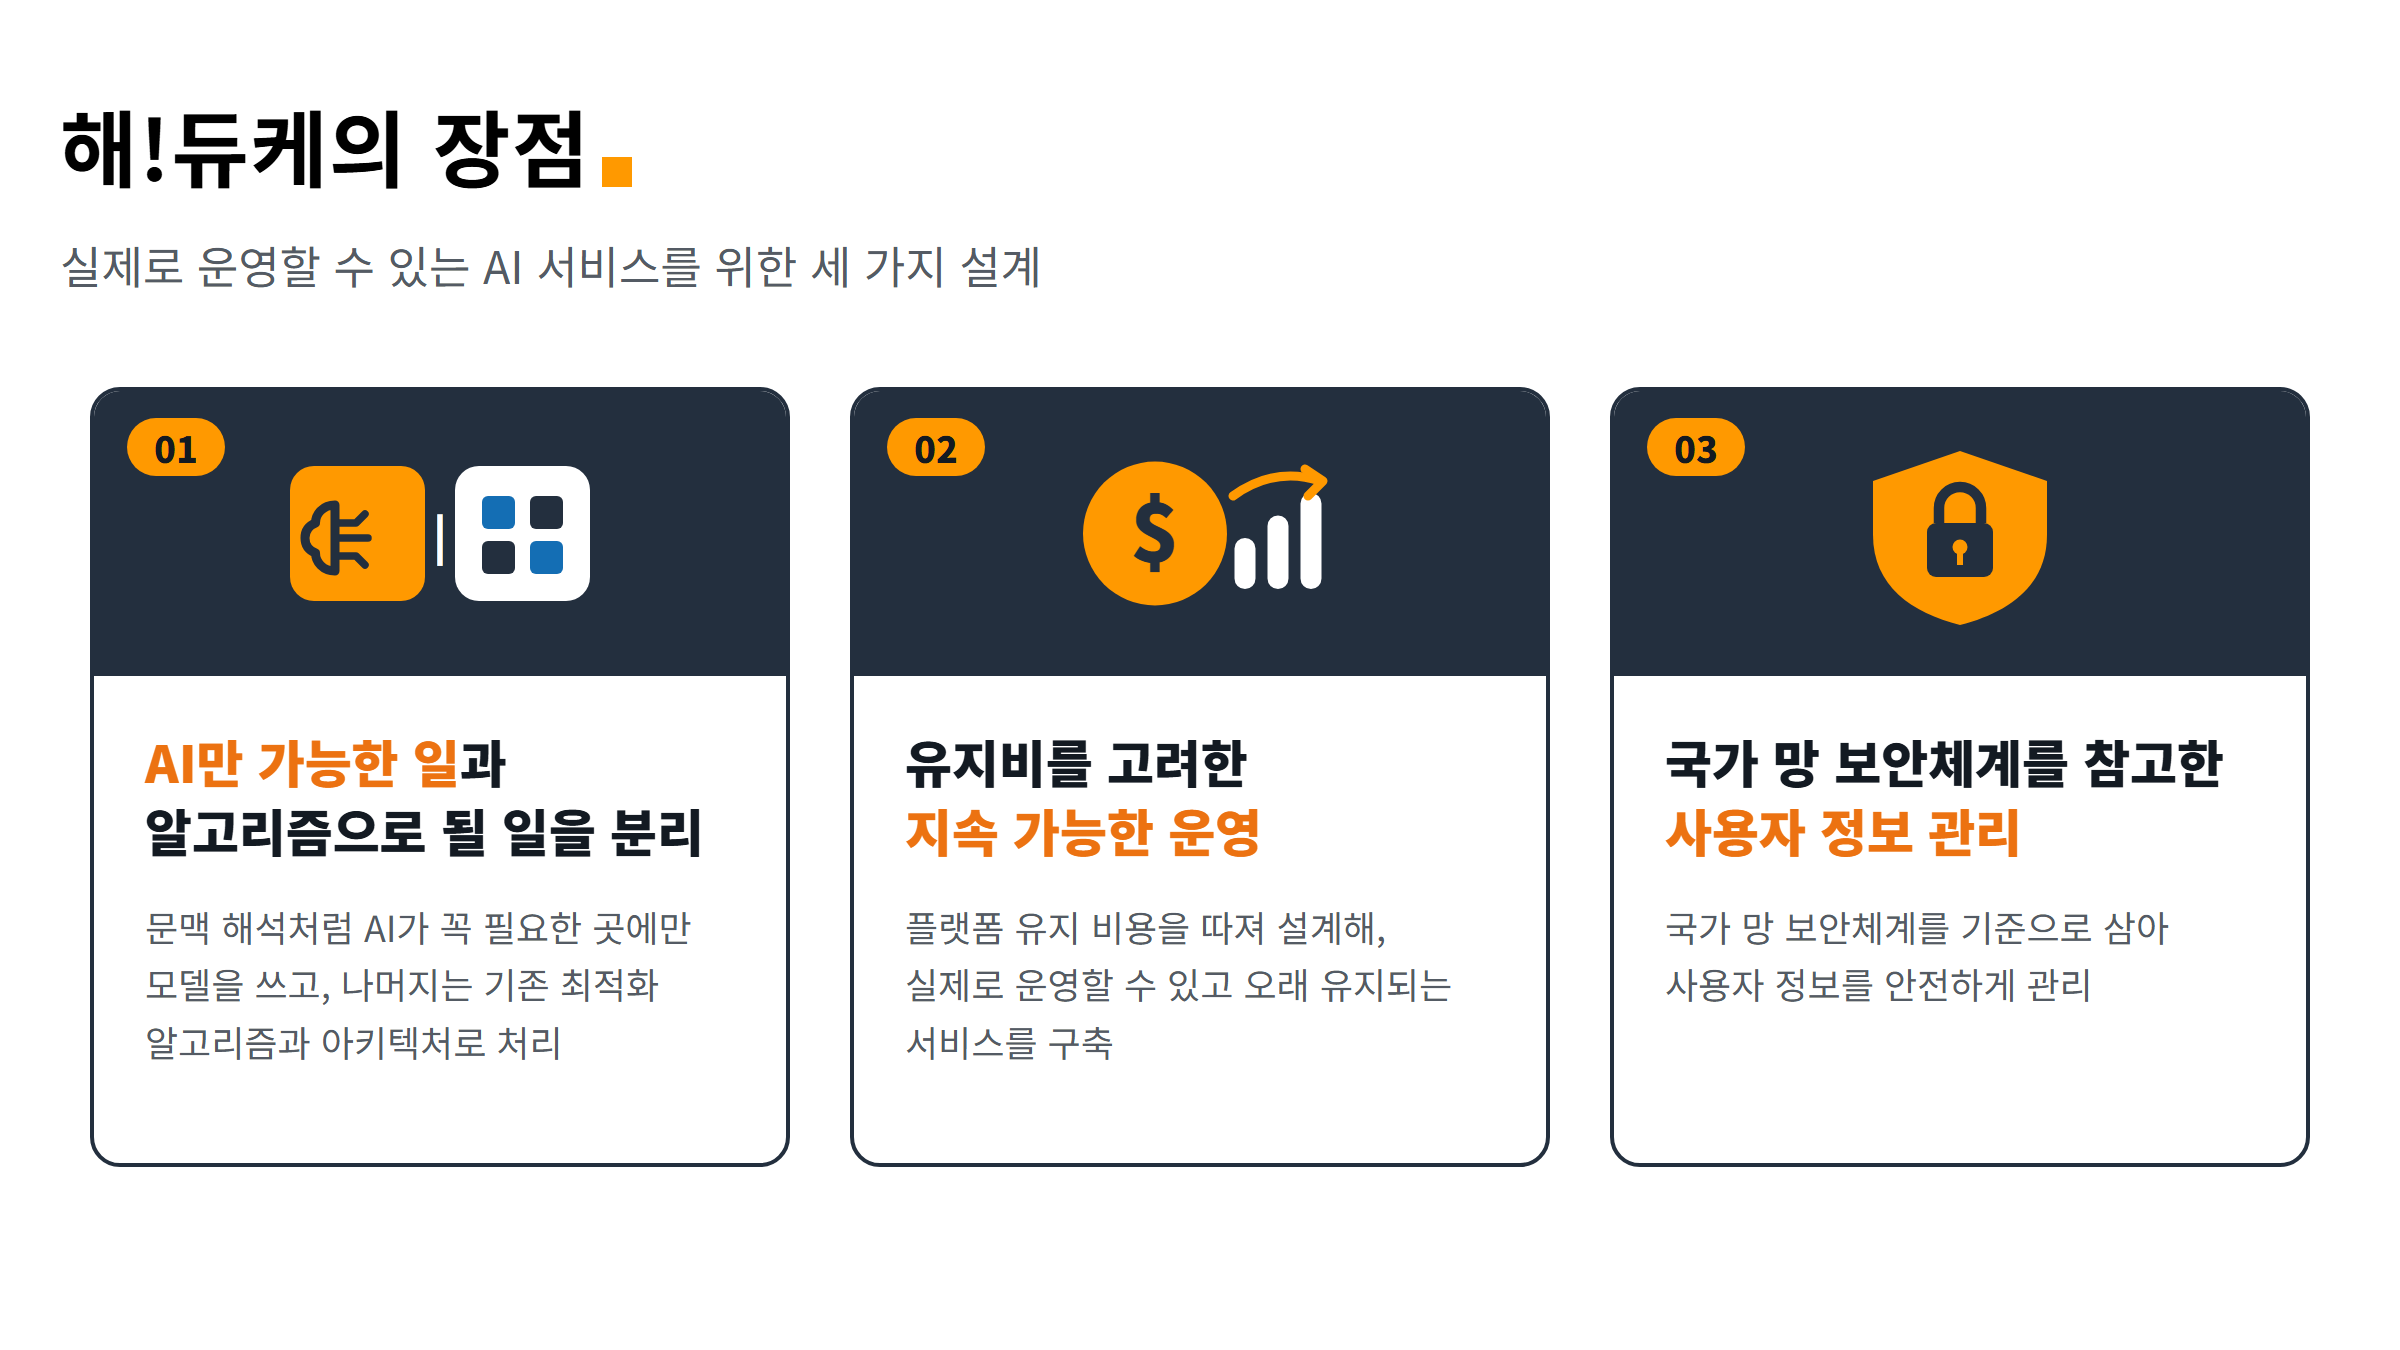 해!듀케의 장점
실제로 운영할 수 있는 AI 서비스를 위한 세 가지 설계
01
AI만 가능한 일과
알고리즘으로 될 일을 분리
문맥 해석처럼 AI가 꼭 필요한 곳에만
모델을 쓰고, 나머지는 기존 최적화
알고리즘과 아키텍처로 처리
02
$
유지비를 고려한
지속 가능한 운영
플랫폼 유지 비용을 따져 설계해,
실제로 운영할 수 있고 오래 유지되는
서비스를 구축
03
국가 망 보안체계를 참고한
사용자 정보 관리
국가 망 보안체계를 기준으로 삼아
사용자 정보를 안전하게 관리